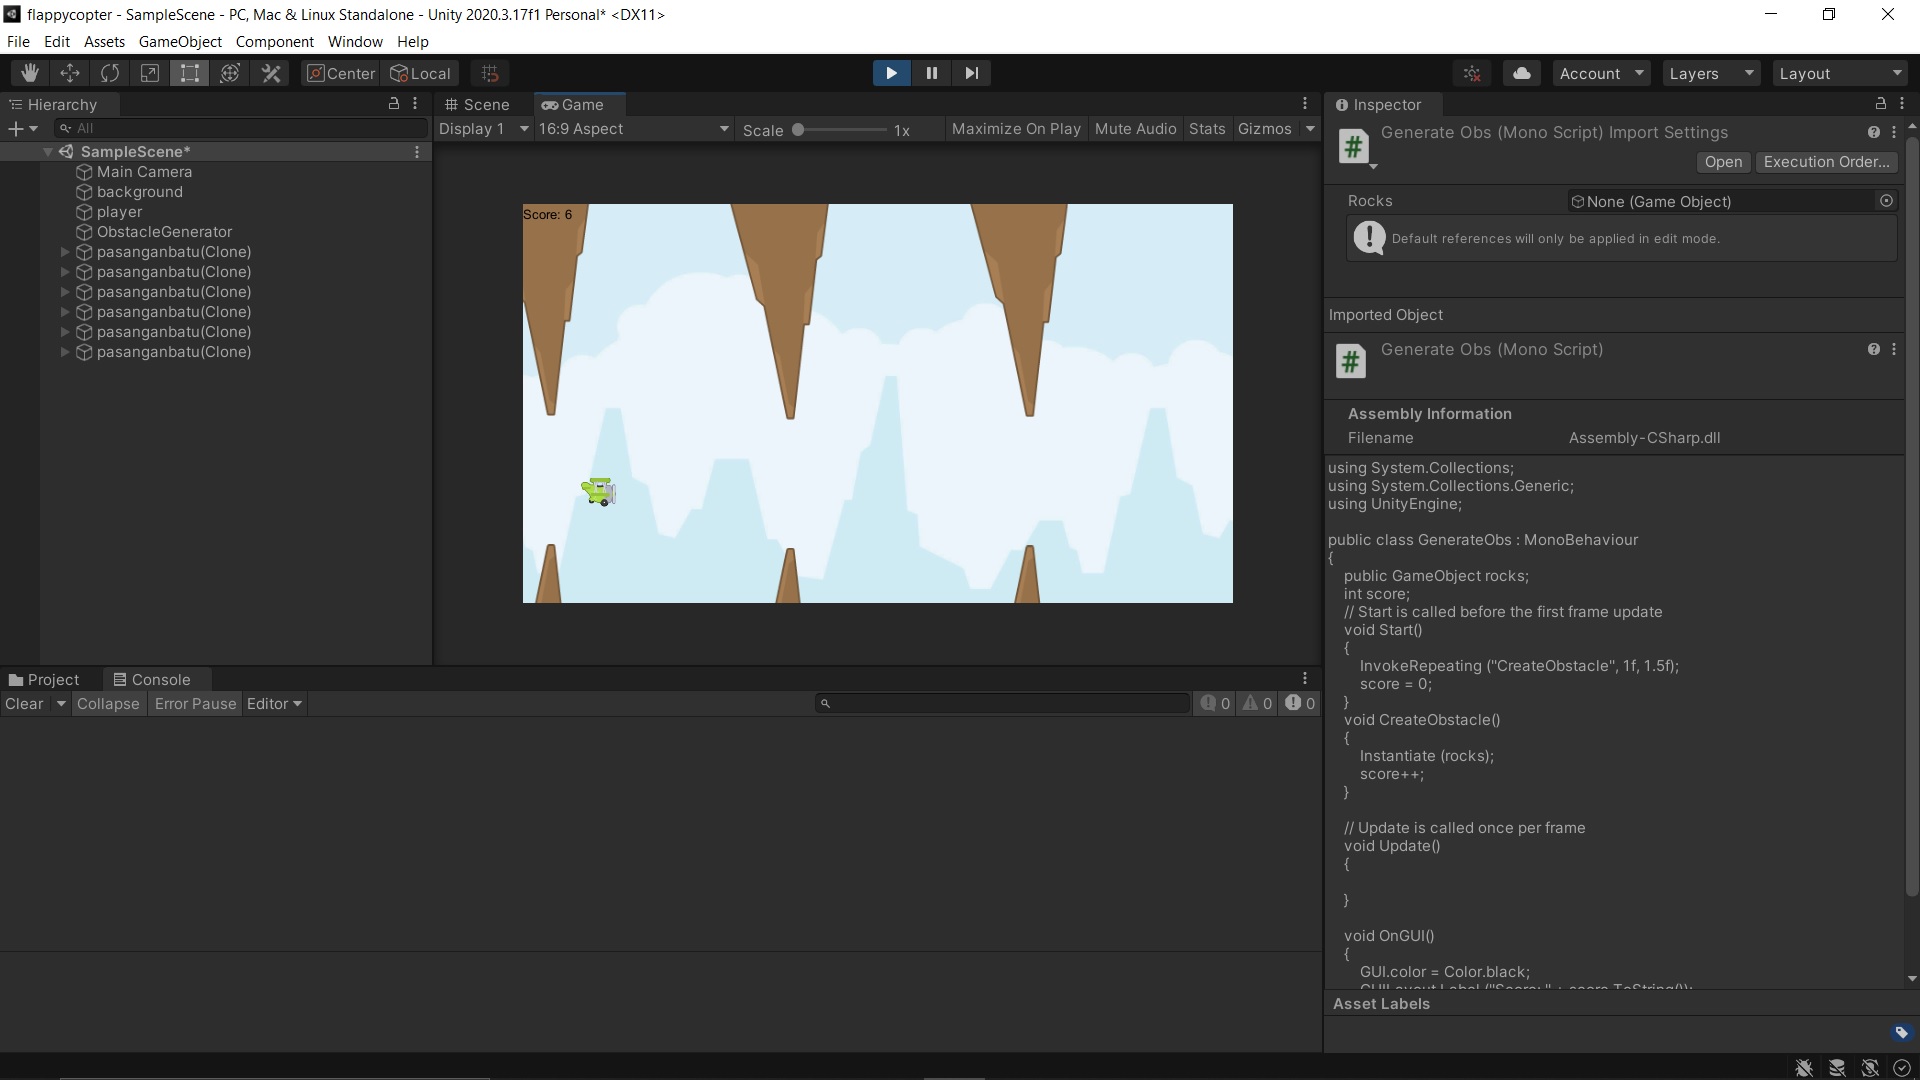 flappycopter - SampleScene - PC, Mac & Linux Standalone - Unity 2020.3.17f1 Personal* <DX11>
File Edit Assets GameObject Component Window Help
Center Local Account Layers Layout
Hierarchy
All
SampleScene*
Main Camera
background
player
ObstacleGenerator
pasanganbatu(Clone)
pasanganbatu(Clone)
pasanganbatu(Clone)
pasanganbatu(Clone)
pasanganbatu(Clone)
pasanganbatu(Clone)
Scene Game
Display 1 16:9 Aspect Scale 1x Maximize On Play Mute Audio Stats Gizmos
Score: 6
Project Console
Clear Collapse Error Pause Editor 0 0 0
Inspector
Generate Obs (Mono Script) Import Settings
Open Execution Order...
Rocks None (Game Object)
Default references will only be applied in edit mode.
Imported Object
Generate Obs (Mono Script)
Assembly Information
Filename Assembly-CSharp.dll
using System.Collections;
using System.Collections.Generic;
using UnityEngine;
public class GenerateObs : MonoBehaviour
{
public GameObject rocks;
int score;
// Start is called before the first frame update
void Start()
{
InvokeRepeating ("CreateObstacle", 1f, 1.5f);
score = 0;
}
void CreateObstacle()
{
Instantiate (rocks);
score++;
}
// Update is called once per frame
void Update()
{
}
void OnGUI()
{
GUI.color = Color.black;
GUILayout.Label ("Score: " + score.ToString());
Asset Labels